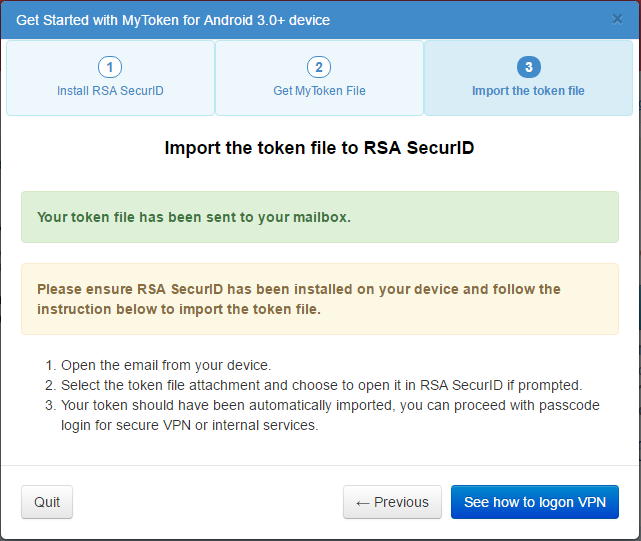 Get Started with MyToken for Android 3.0+ device ×
1 2 3
Install RSA SecurID Get MyToken File Import the token file
Import the token file to RSA SecurID
Your token file has been sent to your mailbox.
Please ensure RSA SecurID has been installed on your device and follow the
instruction below to import the token file.
1. Open the email from your device.
2. Select the token file attachment and choose to open it in RSA SecurID if prompted.
3. Your token should have been automatically imported, you can proceed with passcode
login for secure VPN or internal services.
Quit ← Previous See how to logon VPN